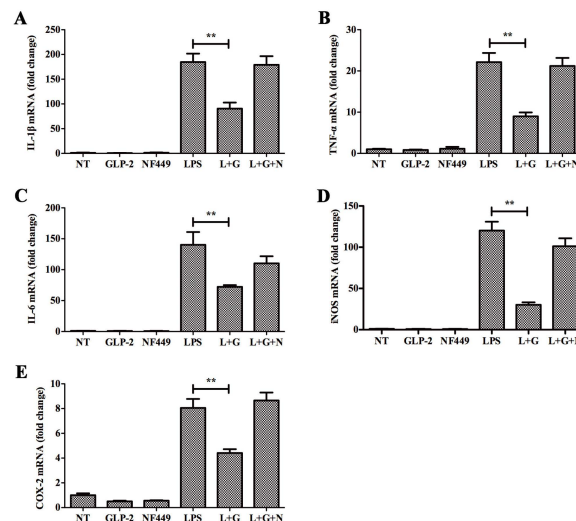 A
IL-1β mRNA (fold change)
250
200
150
100
50
0
**
NT GLP-2 NF449 LPS L+G L+G+N
B
TNF-α mRNA (fold change)
30
20
10
0
**
NT GLP-2 NF449 LPS L+G L+G+N
C
IL-6 mRNA (fold change)
200
150
100
50
0
**
NT GLP-2 NF449 LPS L+G L+G+N
D
iNOS mRNA (fold change)
150
100
50
0
**
NT GLP-2 NF449 LPS L+G L+G+N
E
COX-2 mRNA (fold change)
10
8
6
4
2
0
**
NT GLP-2 NF449 LPS L+G L+G+N